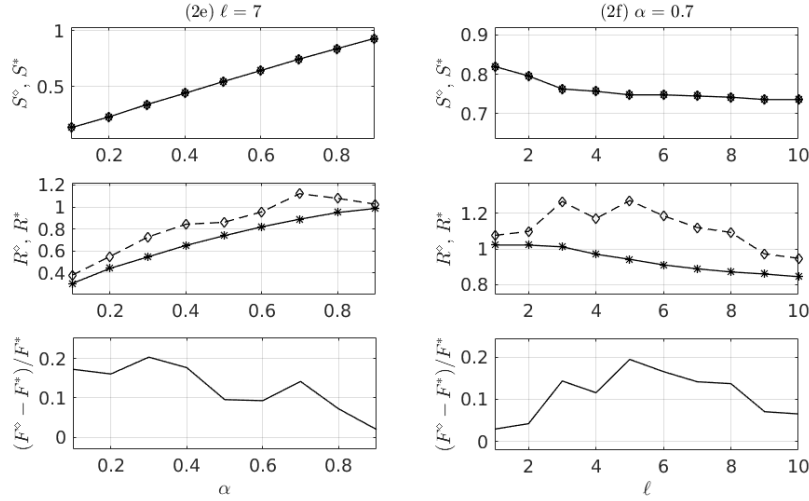 (2e) ℓ = 7
S◇, S*
1
0.5
0.2 0.4 0.6 0.8
R◇, R*
1.2
1
0.8
0.6
0.4
0.2 0.4 0.6 0.8
(F◇ − F*)/F*
0.2
0.1
0
0.2 0.4 0.6 0.8
α
(2f) α = 0.7
S◇, S*
0.9
0.8
0.7
2 4 6 8 10
R◇, R*
1.2
1
0.8
2 4 6 8 10
(F◇ − F*)/F*
0.2
0.1
0
2 4 6 8 10
ℓ